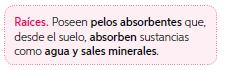 Raíces. Poseen pelos absorbentes que,
desde el suelo, absorben sustancias
como agua y sales minerales.